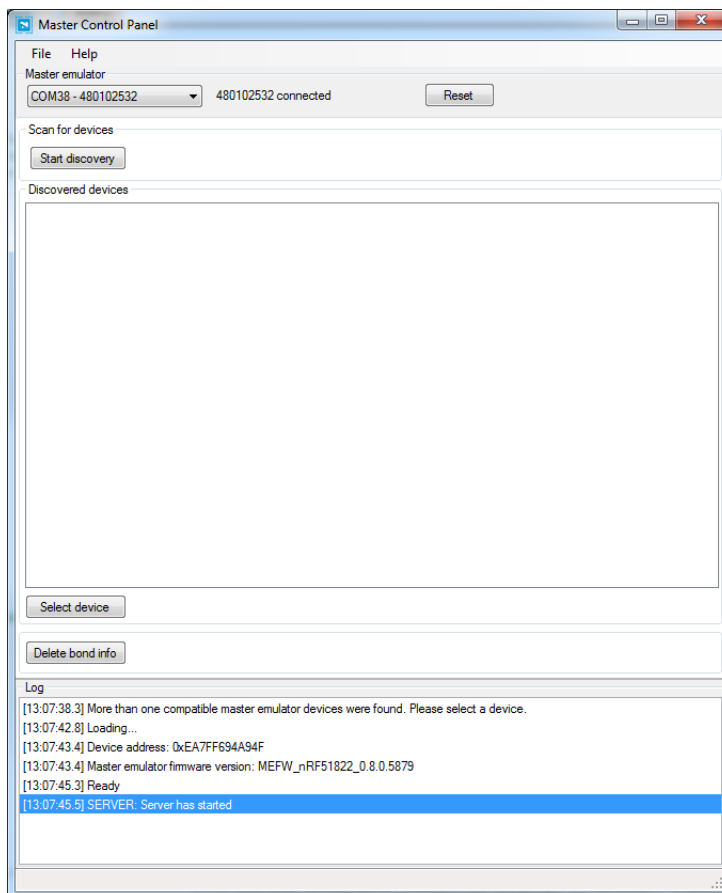 Master Control Panel
File Help
Master emulator
COM38 - 480102532 480102532 connected Reset
Scan for devices
Start discovery
Discovered devices
Select device
Delete bond info
Log
[13:07:38.3] More than one compatible master emulator devices were found. Please select a device.
[13:07:42.8] Loading...
[13:07:43.4] Device address: 0xEA7FF694A94F
[13:07:43.4] Master emulator firmware version: MEFW_nRF51822_0.8.0.5879
[13:07:45.3] Ready
[13:07:45.5] SERVER: Server has started